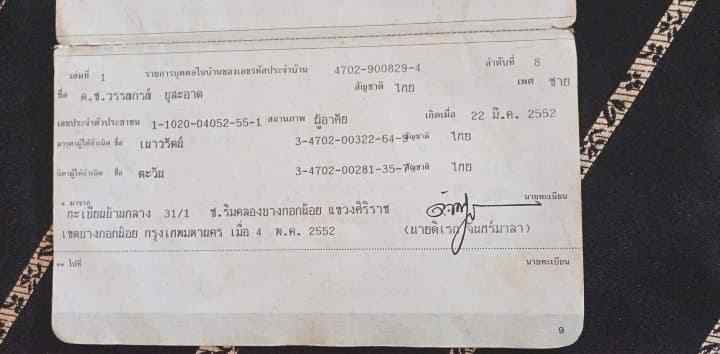 เล่มที่ 1 รายการบุคคลในบ้านของเลขรหัสประจำบ้าน 4702-900829-4 ลำดับที่ 8
ชื่อ ด.ช.วรรสกรส์ ยุละอาด สัญชาติ ไทย เพศ ชาย
เลขประจำตัวประชาชน 1-1020-04052-55-1 สถานภาพ ผู้อาศัย เกิดเมื่อ 22 มี.ค. 2552
มารดาผู้ให้กำเนิด ชื่อ เนาวรัตน์ 3-4702-00322-64-9 สัญชาติ ไทย
บิดาผู้ให้กำเนิด ชื่อ ตะวัน 3-4702-00281-35-7 สัญชาติ ไทย
* มาจาก นายทะเบียน
ทะเบียนบ้านกลาง 31/1 ซ.ริมคลองบางกอกน้อย แขวงศิริราช
เขตบางกอกน้อย กรุงเทพมหานคร เมื่อ 4 พ.ค. 2552 (นายดิเรก จันทร์มาลา)
** ไปที่ นายทะเบียน
9